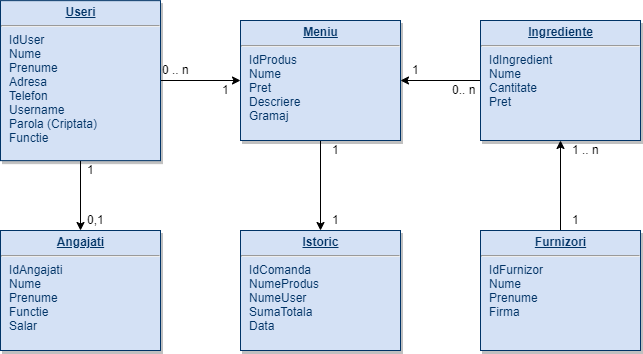 Useri
IdUser
Nume
Prenume
Adresa
Telefon
Username
Parola (Criptata)
Functie
0 .. n
1
Meniu
IdProdus
Nume
Pret
Descriere
Gramaj
1
0.. n
Ingrediente
IdIngredient
Nume
Cantitate
Pret
1
0,1
1
1
1 .. n
1
Angajati
IdAngajati
Nume
Prenume
Functie
Salar
Istoric
IdComanda
NumeProdus
NumeUser
SumaTotala
Data
Furnizori
IdFurnizor
Nume
Prenume
Firma